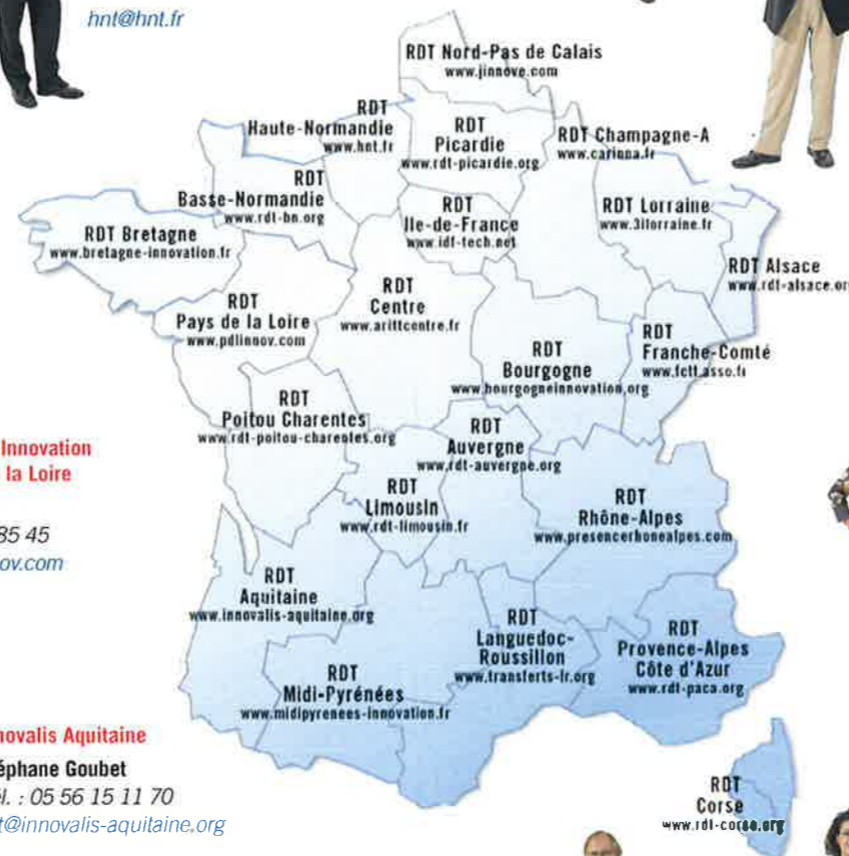 hnt@hnt.fr
RDT Nord-Pas de Calais
www.jinnove.com
RDT
Haute-Normandie
www.hnt.fr
RDT
Picardie
www.rdt-picardie.org
RDT Champagne-A
www.carinna.fr
RDT
Basse-Normandie
www.rdt-bn.org
RDT
Ile-de-France
www.idf-tech.net
RDT Lorraine
www.3ilorraine.fr
RDT Bretagne
www.bretagne-innovation.fr
RDT Alsace
www.rdt-alsace.or
RDT
Pays de la Loire
www.pdlinnov.com
RDT
Centre
www.arittcentre.fr
RDT
Bourgogne
www.bourgogneinnovation.org
RDT
Franche-Comté
www.fctt.asso.fr
RDT
Poitou Charentes
www.rdt-poitou-charentes.org
RDT
Auvergne
www.rdt-auvergne.org
Innovation
la Loire
85 45
ov.com
RDT
Limousin
www.rdt-limousin.fr
RDT
Rhône-Alpes
www.presencerhonealpes.com
RDT
Aquitaine
www.innovalis-aquitaine.org
RDT
Languedoc-
Roussillon
www.transferts-lr.org
RDT
Provence-Alpes
Côte d'Azur
www.rdt-paca.org
RDT
Midi-Pyrénées
www.midipyrenees-innovation.fr
novalis Aquitaine
éphane Goubet
l. : 05 56 15 11 70
t@innovalis-aquitaine.org
RDT
Corse
www.rdt-corse.org